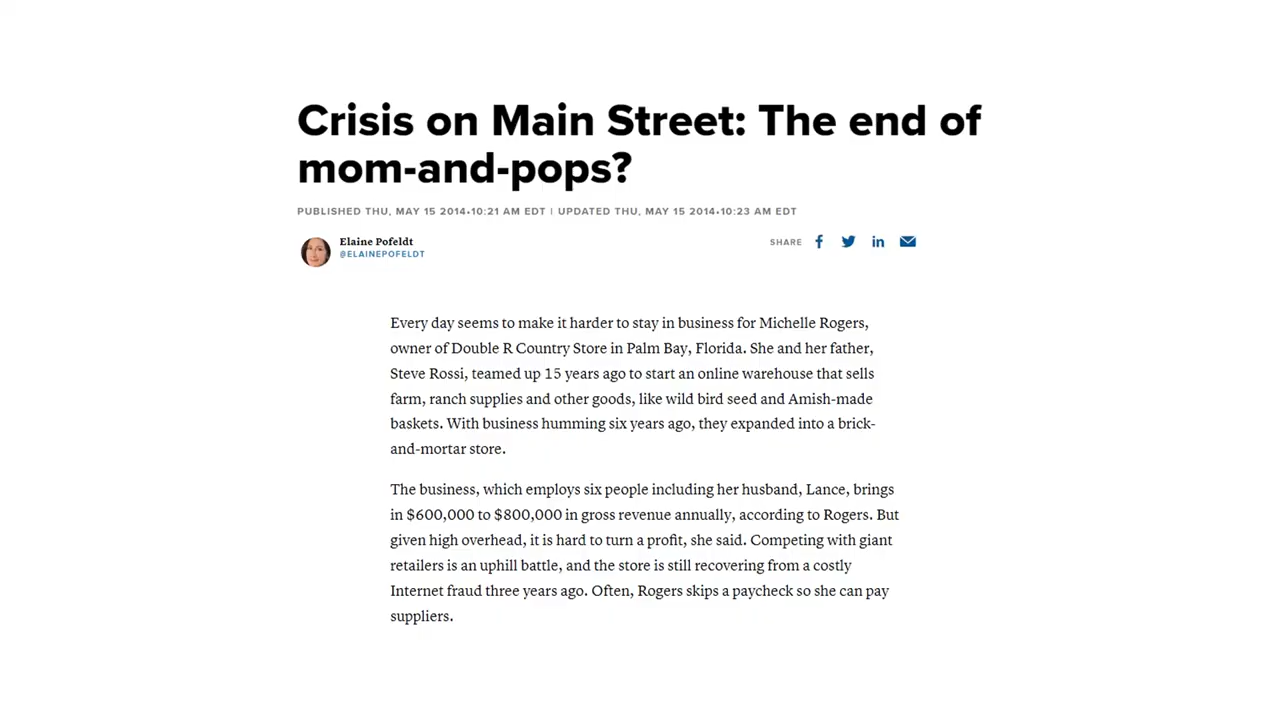 Crisis on Main Street: The end of
mom-and-pops?
PUBLISHED THU, MAY 15 2014•10:21 AM EDT | UPDATED THU, MAY 15 2014•10:23 AM EDT
Elaine Pofeldt
@ELAINEPOFELDT
SHARE
Every day seems to make it harder to stay in business for Michelle Rogers,
owner of Double R Country Store in Palm Bay, Florida. She and her father,
Steve Rossi, teamed up 15 years ago to start an online warehouse that sells
farm, ranch supplies and other goods, like wild bird seed and Amish-made
baskets. With business humming six years ago, they expanded into a brick-
and-mortar store.
The business, which employs six people including her husband, Lance, brings
in $600,000 to $800,000 in gross revenue annually, according to Rogers. But
given high overhead, it is hard to turn a profit, she said. Competing with giant
retailers is an uphill battle, and the store is still recovering from a costly
Internet fraud three years ago. Often, Rogers skips a paycheck so she can pay
suppliers.